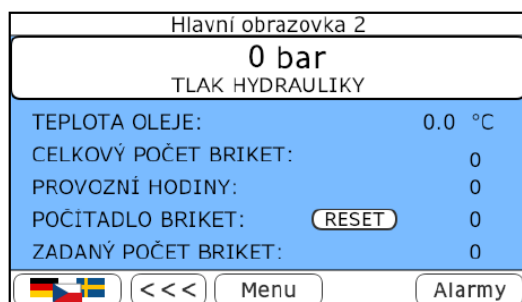 Hlavní obrazovka 2
0 bar
TLAK HYDRAULIKY
TEPLOTA OLEJE: 0.0 °C
CELKOVÝ POČET BRIKET: 0
PROVOZNÍ HODINY: 0
POČÍTADLO BRIKET: RESET 0
ZADANÝ POČET BRIKET: 0
<<< Menu Alarmy